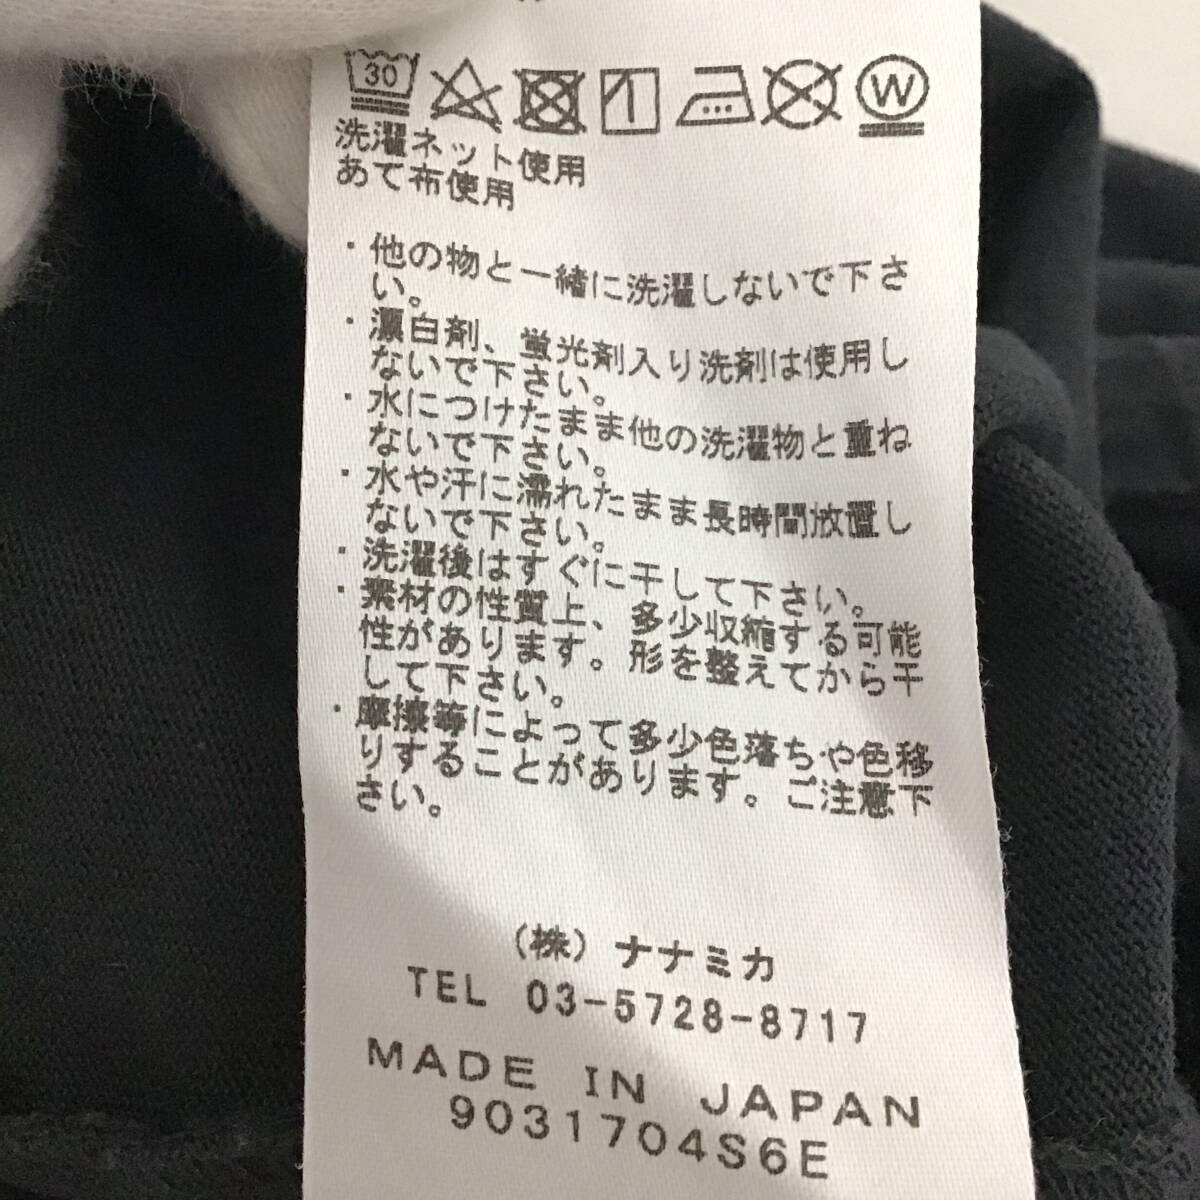 30
W
洗濯ネット使用
あて布使用
・他の物と一緒に洗濯しないで下さ
い。
・漂白剤、蛍光剤入り洗剤は使用し
ないで下さい。
・水につけたまま他の洗濯物と重ね
ないで下さい。
・水や汗に濡れたまま長時間放置し
ないで下さい。
・洗濯後はすぐに干して下さい。
・素材の性質上、多少収縮する可能
性があります。形を整えてから干
して下さい。
・摩擦等によって多少色落ちや色移
りすることがあります。ご注意下
さい。
(株)ナナミカ
TEL 03-5728-8717
MADE IN JAPAN
9031704S6E